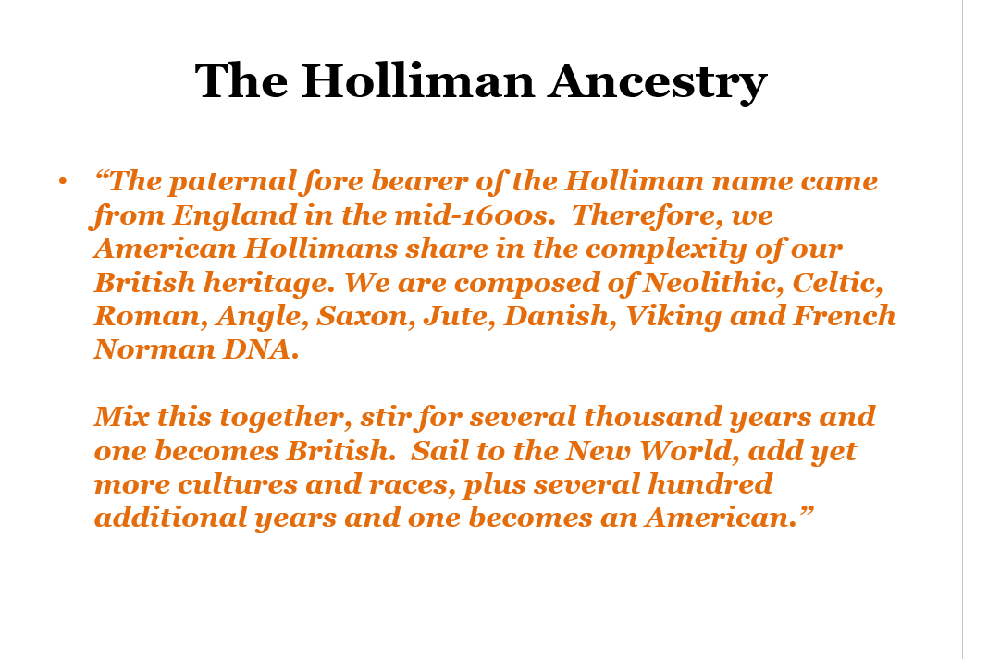 The Holliman Ancestry
• “The paternal fore bearer of the Holliman name came
from England in the mid-1600s.  Therefore, we
American Hollimans share in the complexity of our
British heritage. We are composed of Neolithic, Celtic,
Roman, Angle, Saxon, Jute, Danish, Viking and French
Norman DNA.
Mix this together, stir for several thousand years and
one becomes British.  Sail to the New World, add yet
more cultures and races, plus several hundred
additional years and one becomes an American.”